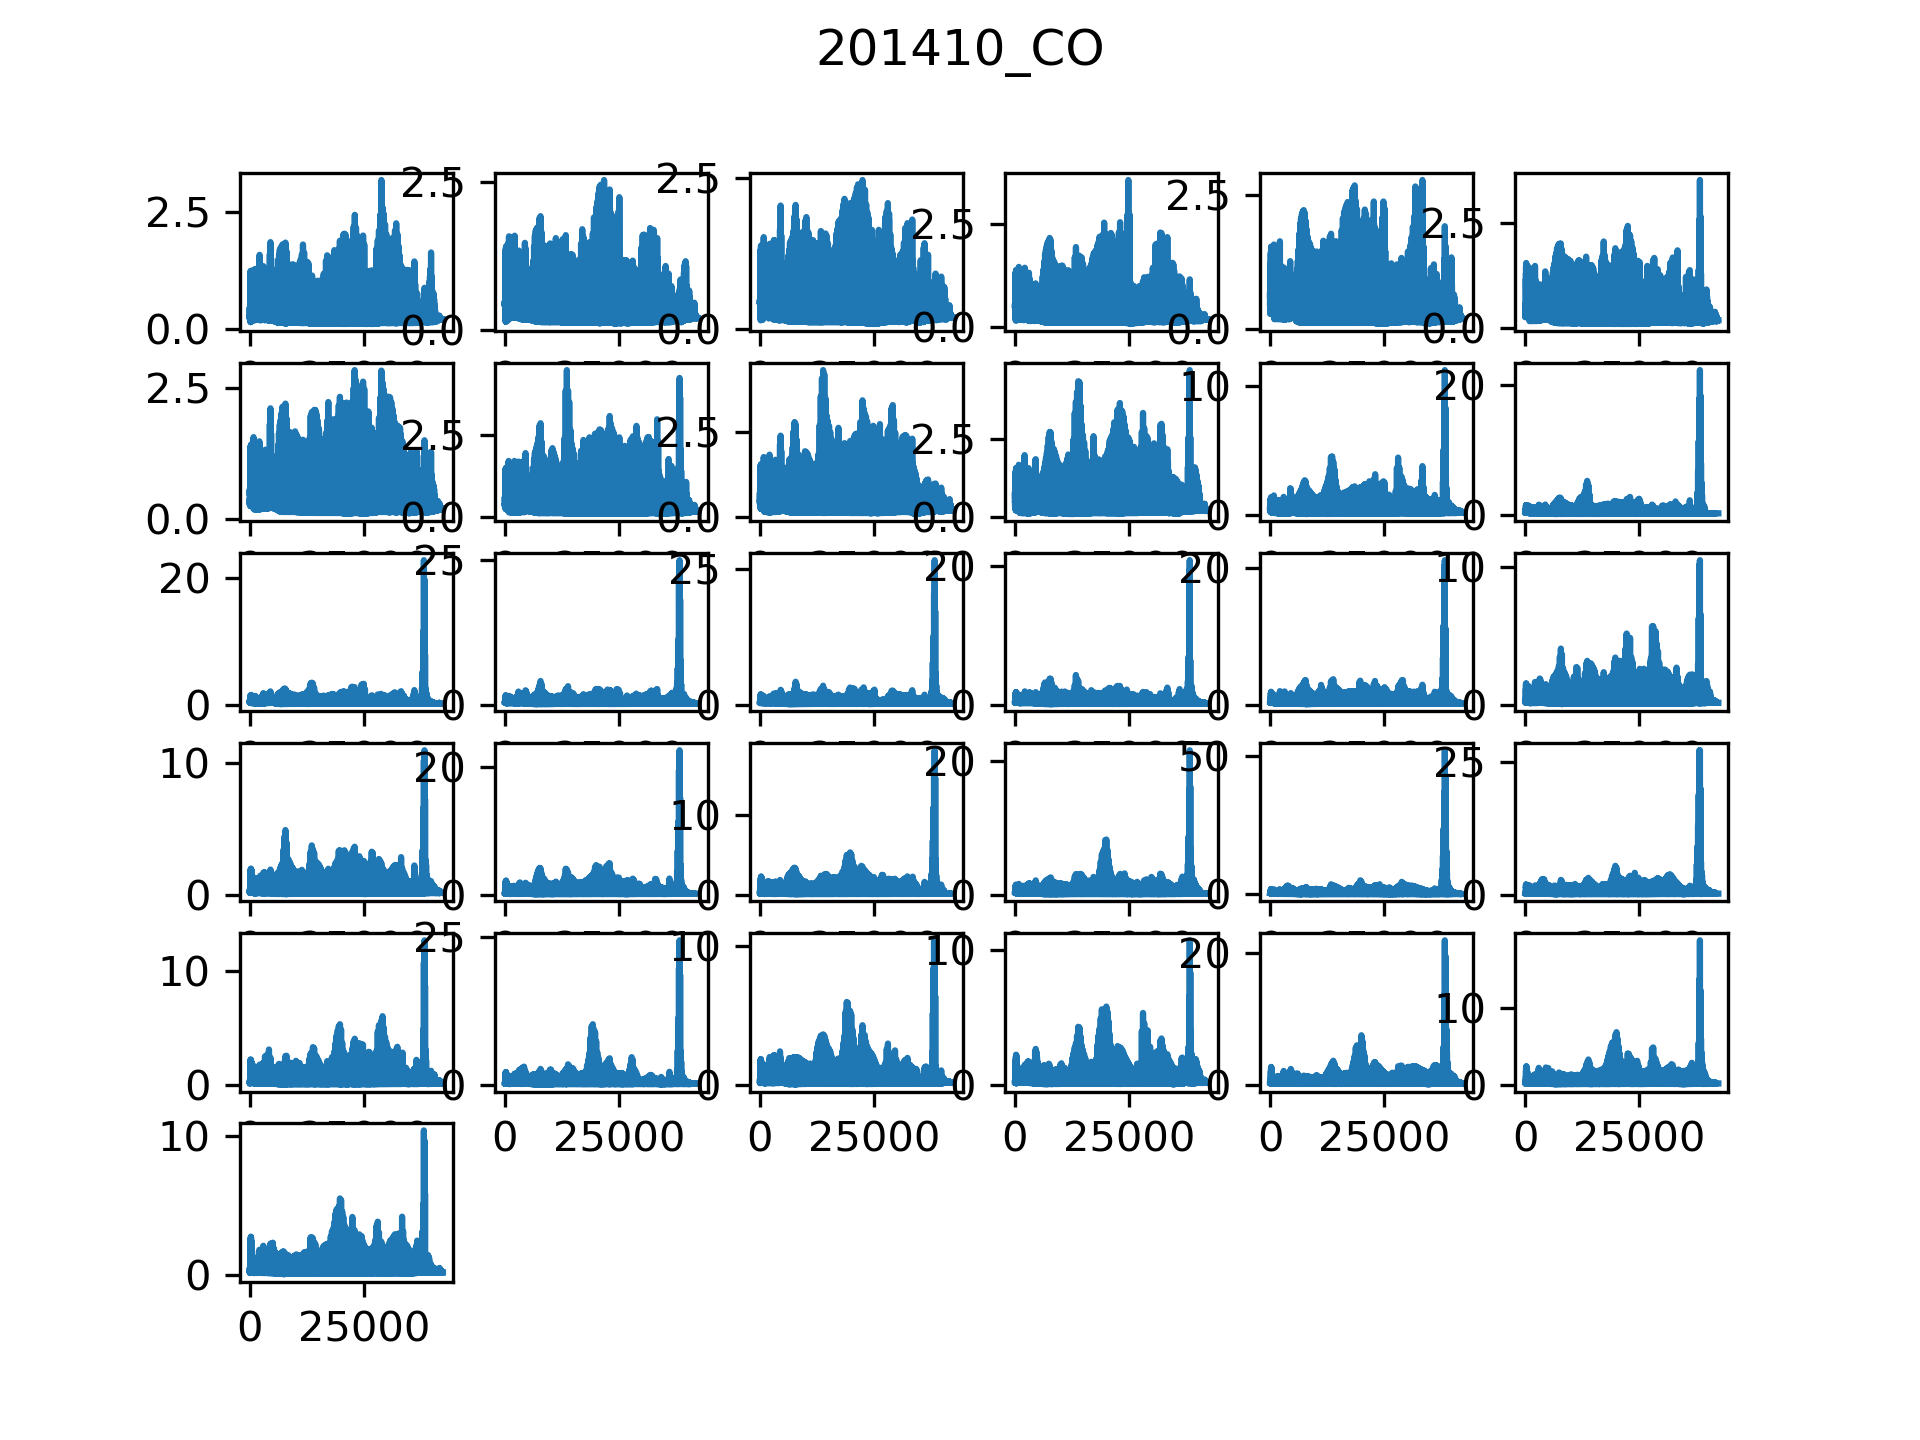 201410_CO
2.5 2.5 2.5 2.5 2.5 2.5
0.0 0.0 0.0 0.0 0.0 0.0
2.5 2.5 2.5 2.5 10 20
0.0 0.0 0.0 0.0 0 0
20 25 25 20 20 10
0 0 0 0 0 0
10 20 10 20 50 25
0 0 0 0 0 0
10 25 10 10 20 10
0 0 0 0 0 0
0 25000 0 25000 0 25000 0 25000 0 25000
10
0
0 25000